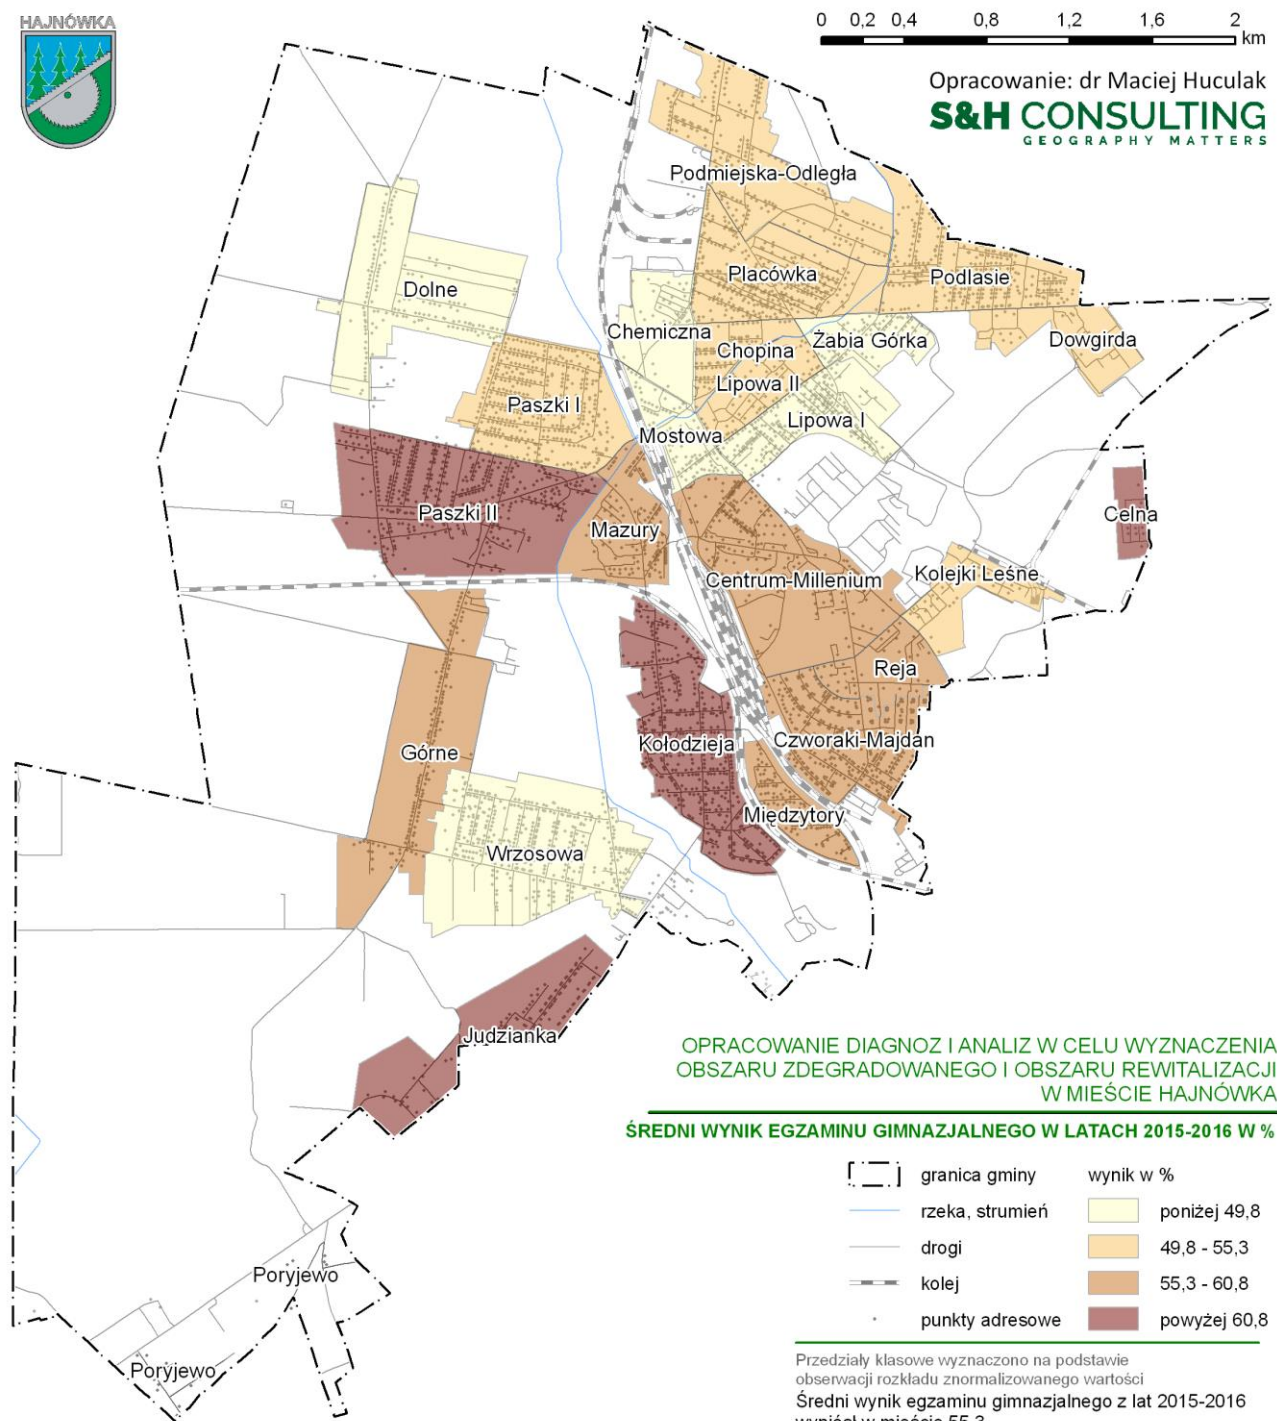 HAJNÓWKA
0 0,2 0,4 0,8 1,2 1,6 2
km
Opracowanie: dr Maciej Huculak
S&H CONSULTING
GEOGRAPHY MATTERS
Podmiejska-Odległa
Placówka
Podlasie
Dolne
Chemiczna
Chopina
Żabia Górka
Dowgirda
Lipowa II
Paszki I
Lipowa I
Mostowa
Paszki II
Celna
Mazury
Centrum-Millenium
Kolejki Leśne
Reja
Górne
Kołodzieja
Czworaki-Majdan
Międzytory
Wrzosowa
Judzianka
Poryjewo
Poryjewo
OPRACOWANIE DIAGNOZ I ANALIZ W CELU WYZNACZENIA
OBSZARU ZDEGRADOWANEGO I OBSZARU REWITALIZACJI
W MIEŚCIE HAJNÓWKA
ŚREDNI WYNIK EGZAMINU GIMNAZJALNEGO W LATACH 2015-2016 W %
granica gminy
rzeka, strumień
drogi
kolej
punkty adresowe
wynik w %
poniżej 49,8
49,8 - 55,3
55,3 - 60,8
powyżej 60,8
Przedziały klasowe wyznaczono na podstawie
obserwacji rozkładu znormalizowanego wartości
Średni wynik egzaminu gimnazjalnego z lat 2015-2016
wyniósł w mieście 55,3